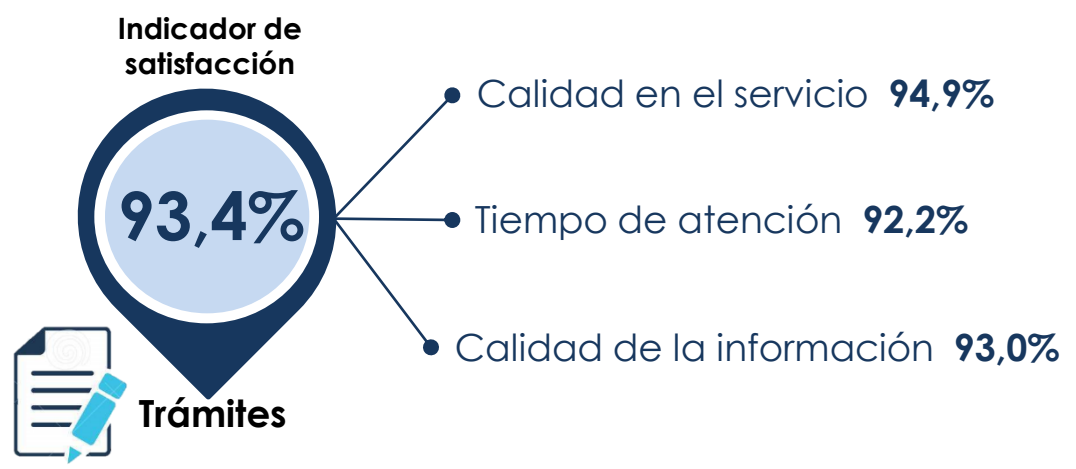 Indicador de
satisfacción
93,4%
Calidad en el servicio 94,9%
Tiempo de atención 92,2%
Calidad de la información 93,0%
Trámites